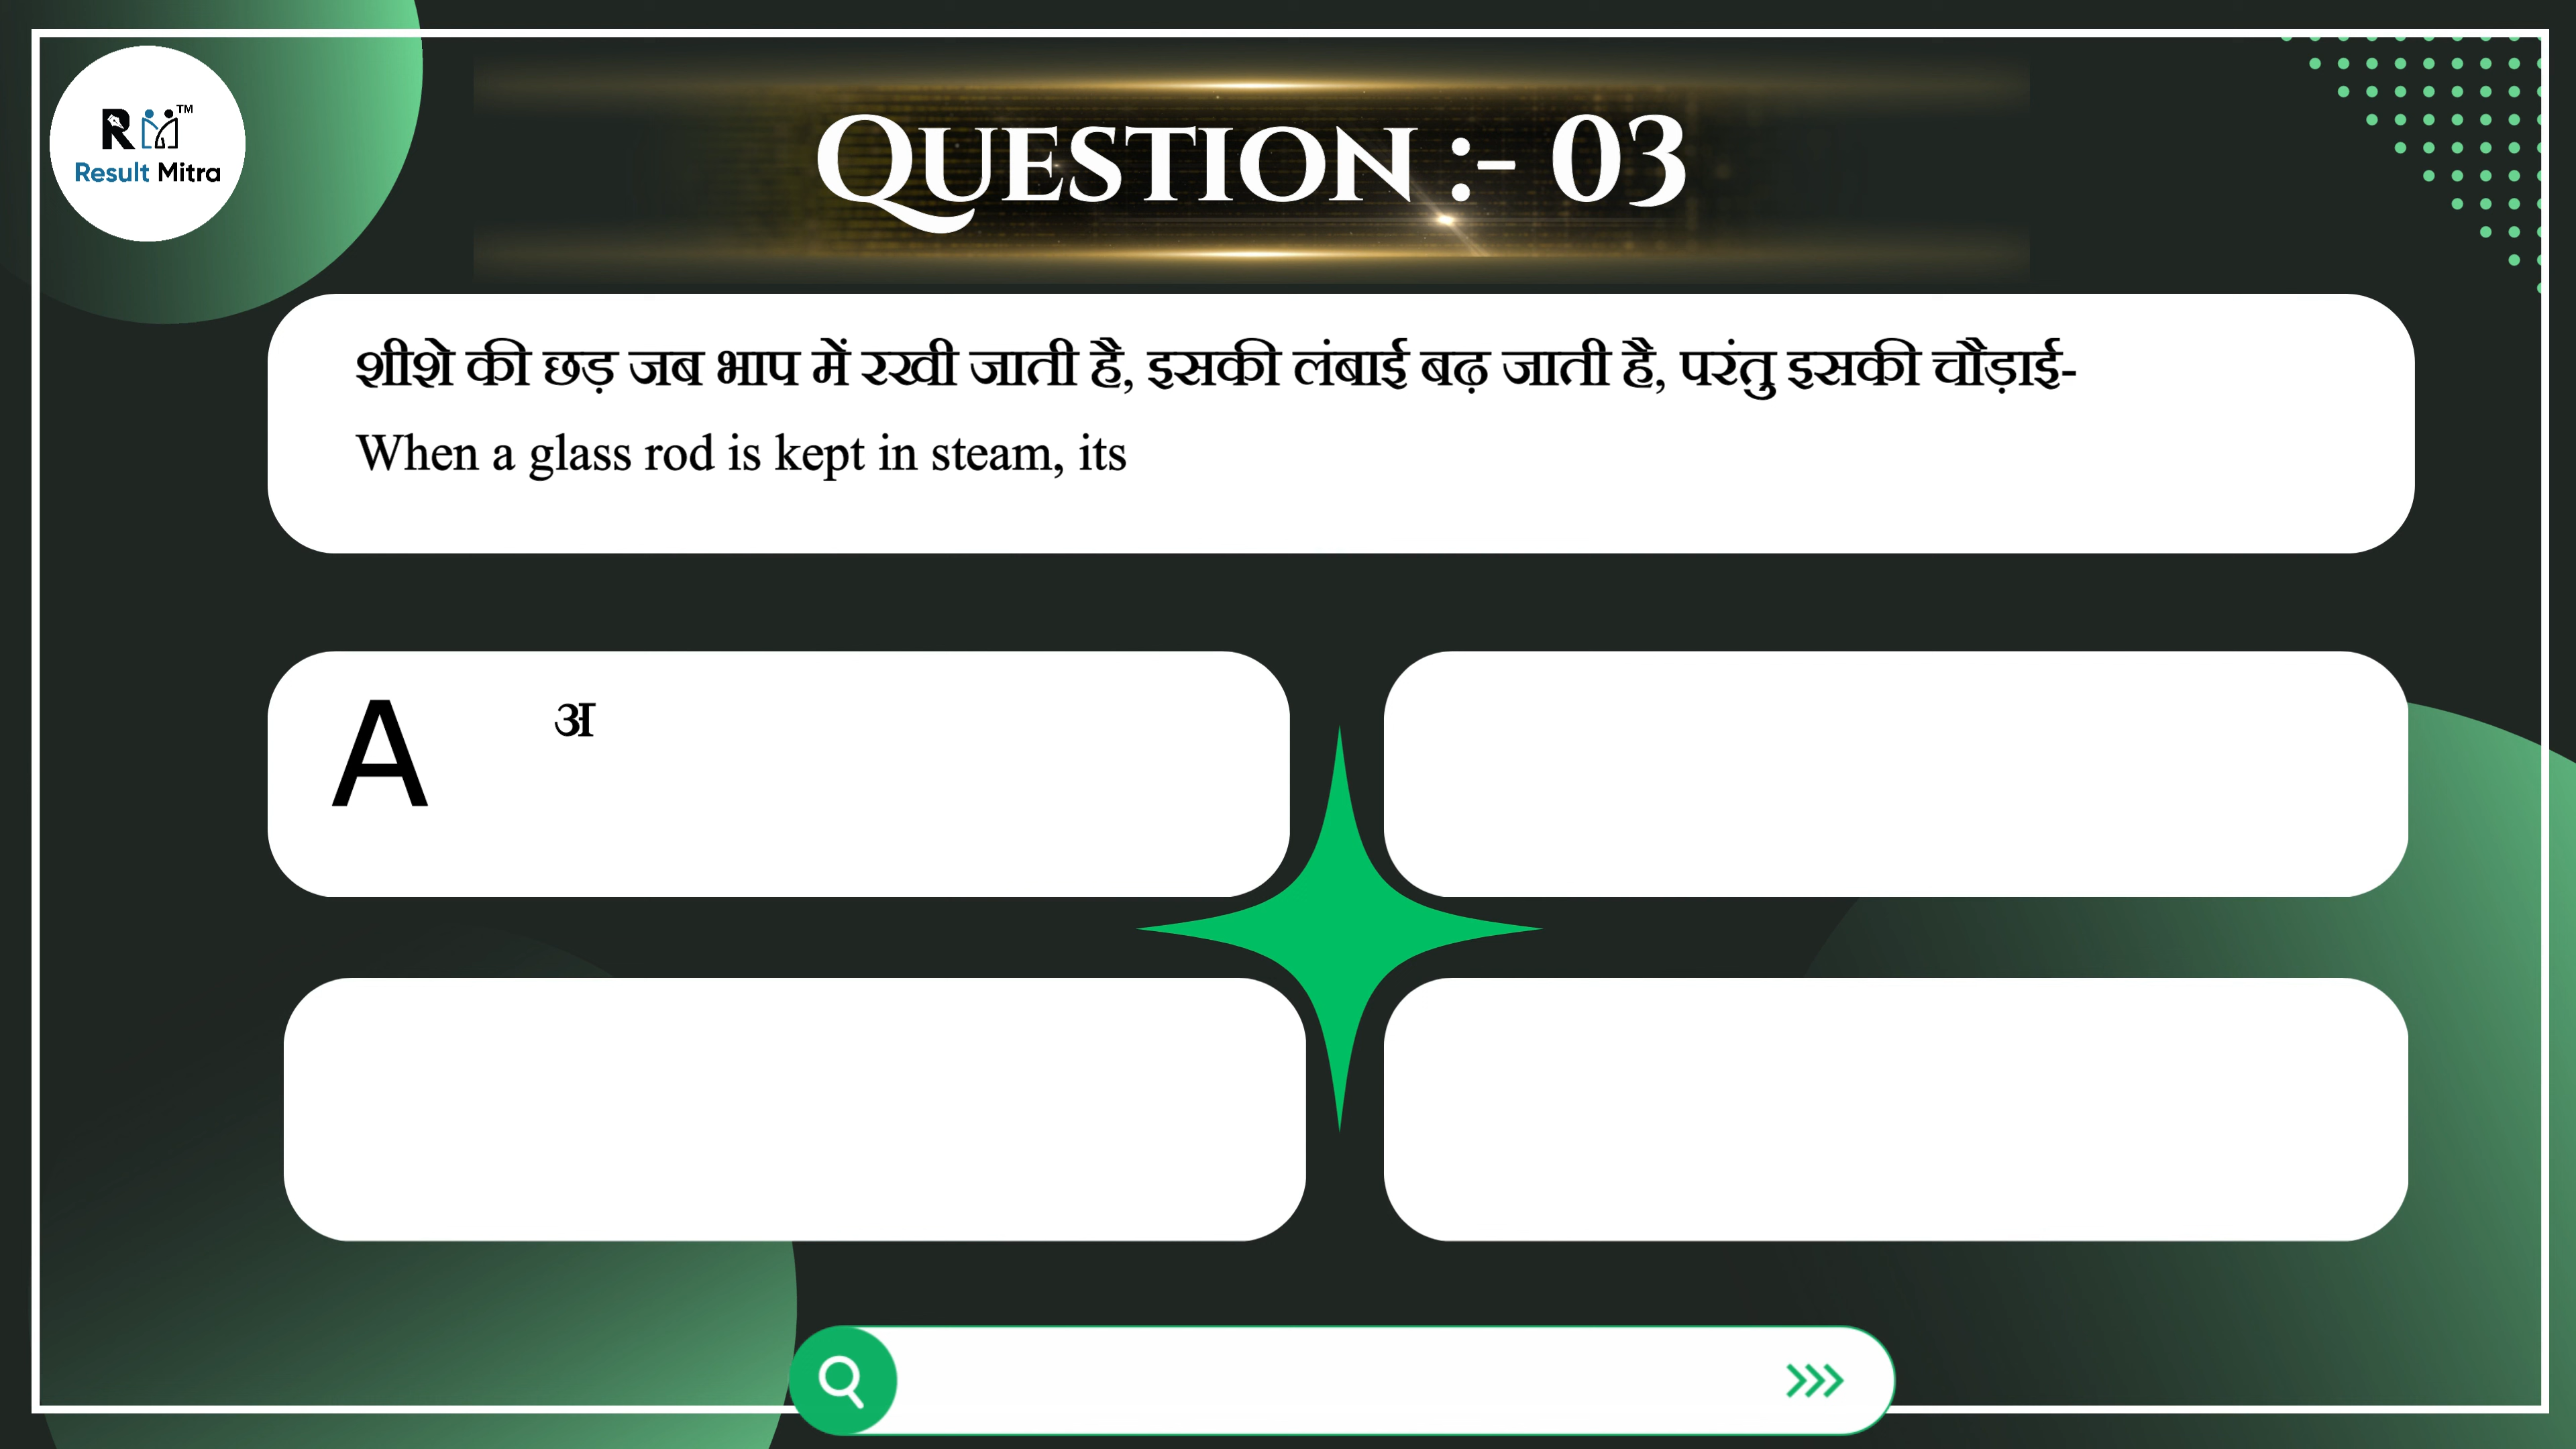 R TM
Result Mitra
QUESTION :- 03
शीशे की छड़ जब भाप में रखी जाती है, इसकी लंबाई बढ़ जाती है, परंतु इसकी चौड़ाई-
When a glass rod is kept in steam, its
A अ